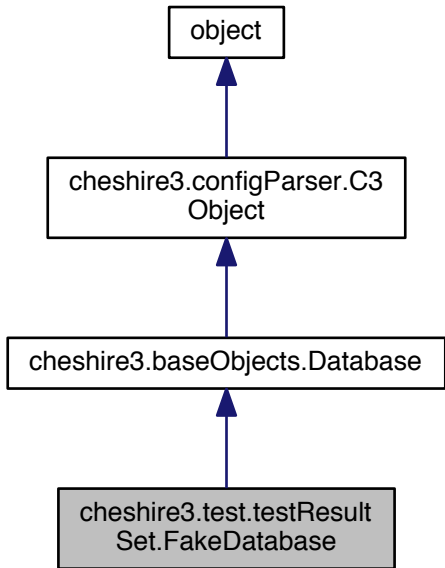 object
cheshire3.configParser.C3
Object
cheshire3.baseObjects.Database
cheshire3.test.testResult
Set.FakeDatabase